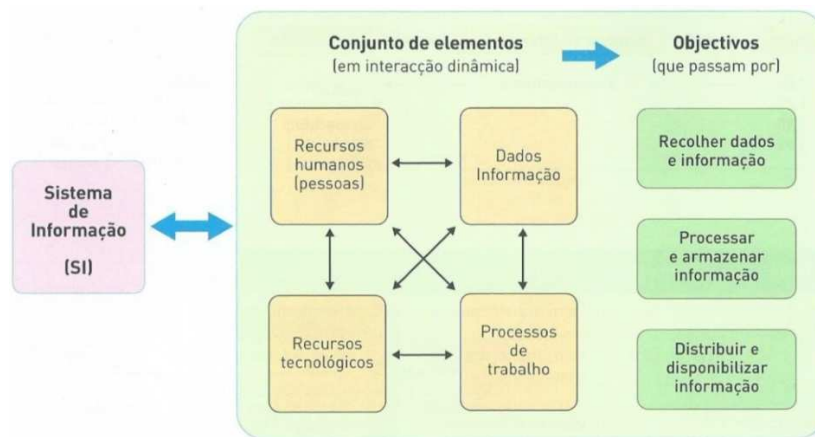 Conjunto de elementos
(em interacção dinâmica)
Objectivos
(que passam por)
Sistema
de
Informação
(SI)
Recursos
humanos
(pessoas)
Dados
Informação
Recursos
tecnológicos
Processos
de
trabalho
Recolher dados
e informação
Processar
e armazenar
informação
Distribuir e
disponibilizar
informação